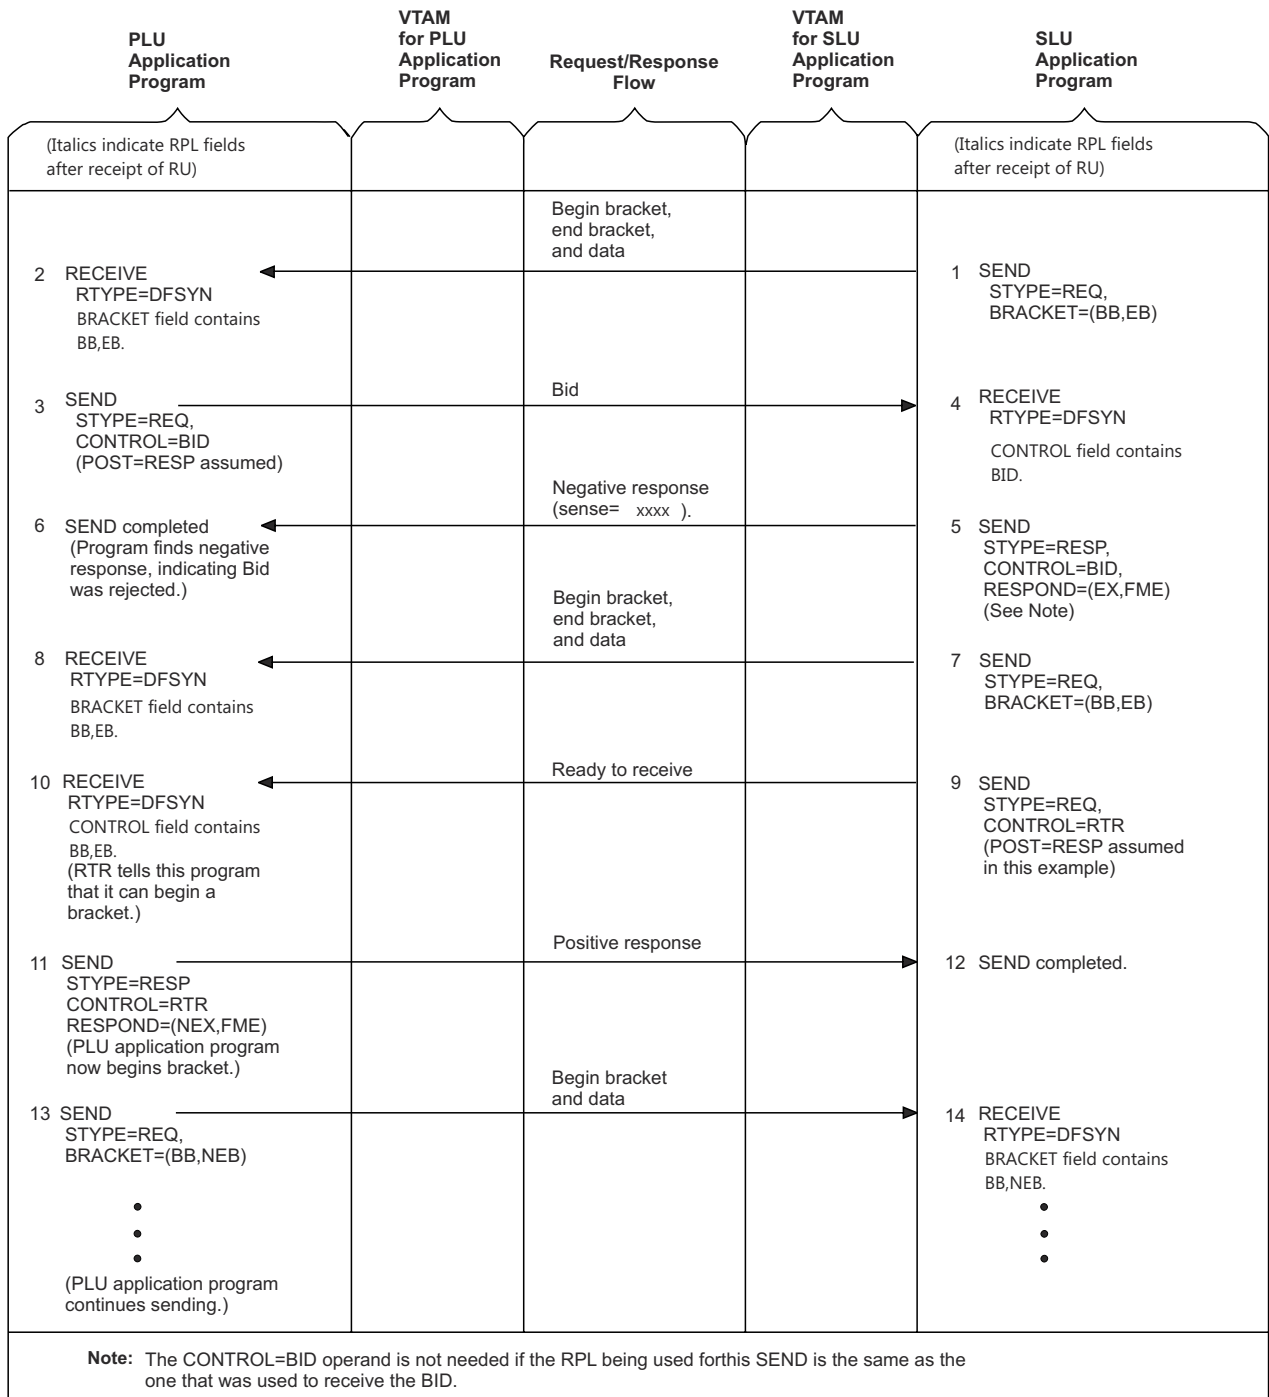 PLU
Application
Program
VTAM
for PLU
Application
Program
Request/Response
Flow
VTAM
for SLU
Application
Program
SLU
Application
Program
(Italics indicate RPL fields
after receipt of RU)
(Italics indicate RPL fields
after receipt of RU)
Begin bracket,
end bracket,
and data
2 RECEIVE
RTYPE=DFSYN
BRACKET field contains
BB,EB.
1 SEND
STYPE=REQ,
BRACKET=(BB,EB)
Bid
3 SEND
STYPE=REQ,
CONTROL=BID
(POST=RESP assumed)
4 RECEIVE
RTYPE=DFSYN
CONTROL field contains
BID.
Negative response
(sense= xxxx ).
6 SEND completed
(Program finds negative
response, indicating Bid
was rejected.)
5 SEND
STYPE=RESP,
CONTROL=BID,
RESPOND=(EX,FME)
(See Note)
Begin bracket,
end bracket,
and data
8 RECEIVE
RTYPE=DFSYN
BRACKET field contains
BB,EB.
7 SEND
STYPE=REQ,
BRACKET=(BB,EB)
Ready to receive
10 RECEIVE
RTYPE=DFSYN
CONTROL field contains
BB,EB.
(RTR tells this program
that it can begin a
bracket.)
9 SEND
STYPE=REQ,
CONTROL=RTR
(POST=RESP assumed
in this example)
Positive response
11 SEND
STYPE=RESP
CONTROL=RTR
RESPOND=(NEX,FME)
(PLU application program
now begins bracket.)
12 SEND completed.
Begin bracket
and data
13 SEND
STYPE=REQ,
BRACKET=(BB,NEB)
14 RECEIVE
RTYPE=DFSYN
BRACKET field contains
BB,NEB.
(PLU application program
continues sending.)
Note: The CONTROL=BID operand is not needed if the RPL being used forthis SEND is the same as the
one that was used to receive the BID.